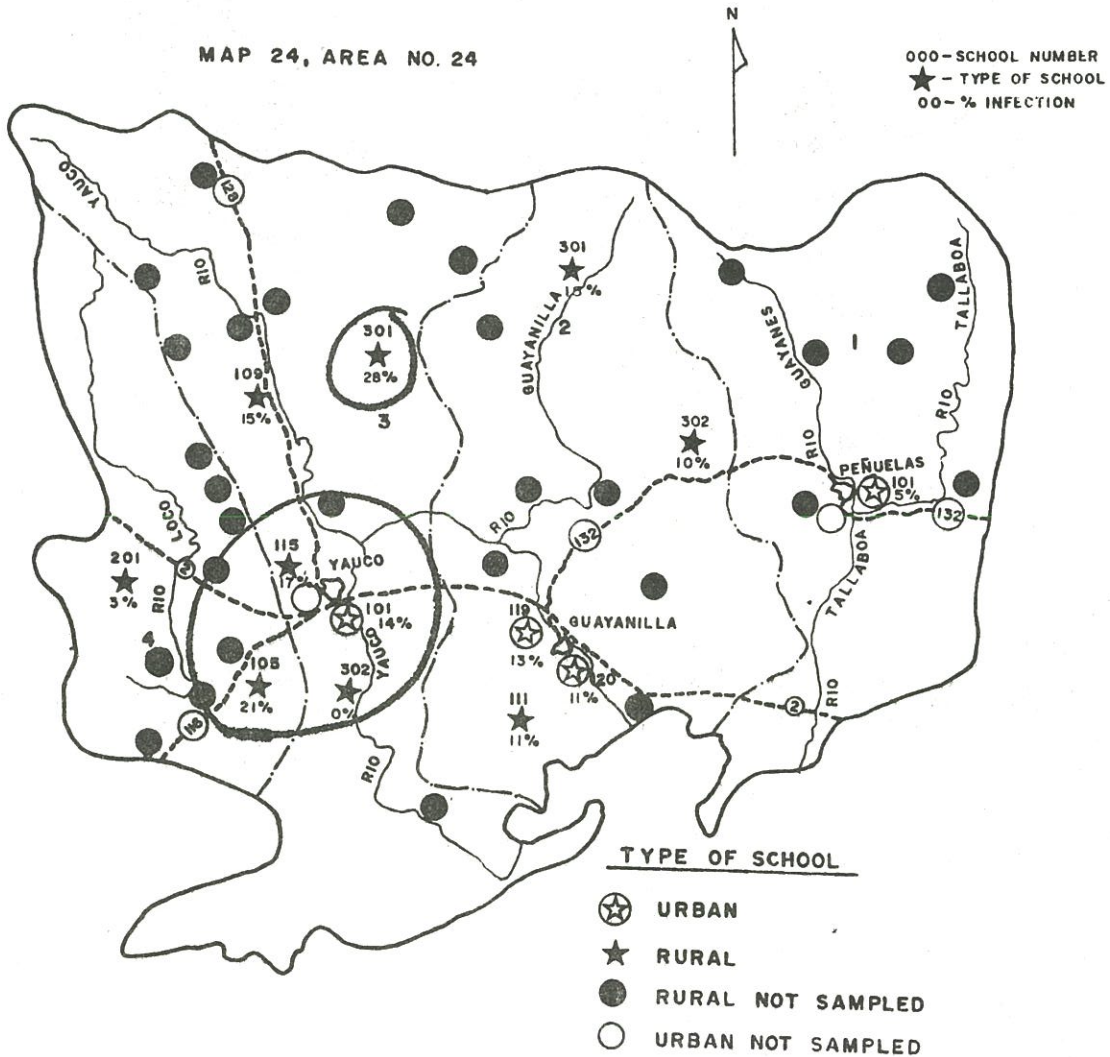 N
MAP 24, AREA NO. 24
000-SCHOOL NUMBER
★ - TYPE OF SCHOOL
00-% INFECTION
YAUCO
RIO
128
301
15%
2
GUAYANILLA
RIO
GUAYANES
RIO
TALLABOA
RIO
1
301
28%
3
109
15%
302
10%
PEÑUELAS
101
5%
132
132
LOCO
RIO
2
201
3%
4
115
17%
YAUCO
101
14%
YAUCO
RIO
119
13%
GUAYANILLA
120
11%
TALLABOA
RIO
2
105
21%
302
0%
111
11%
116
TYPE OF SCHOOL
URBAN
RURAL
RURAL NOT SAMPLED
URBAN NOT SAMPLED